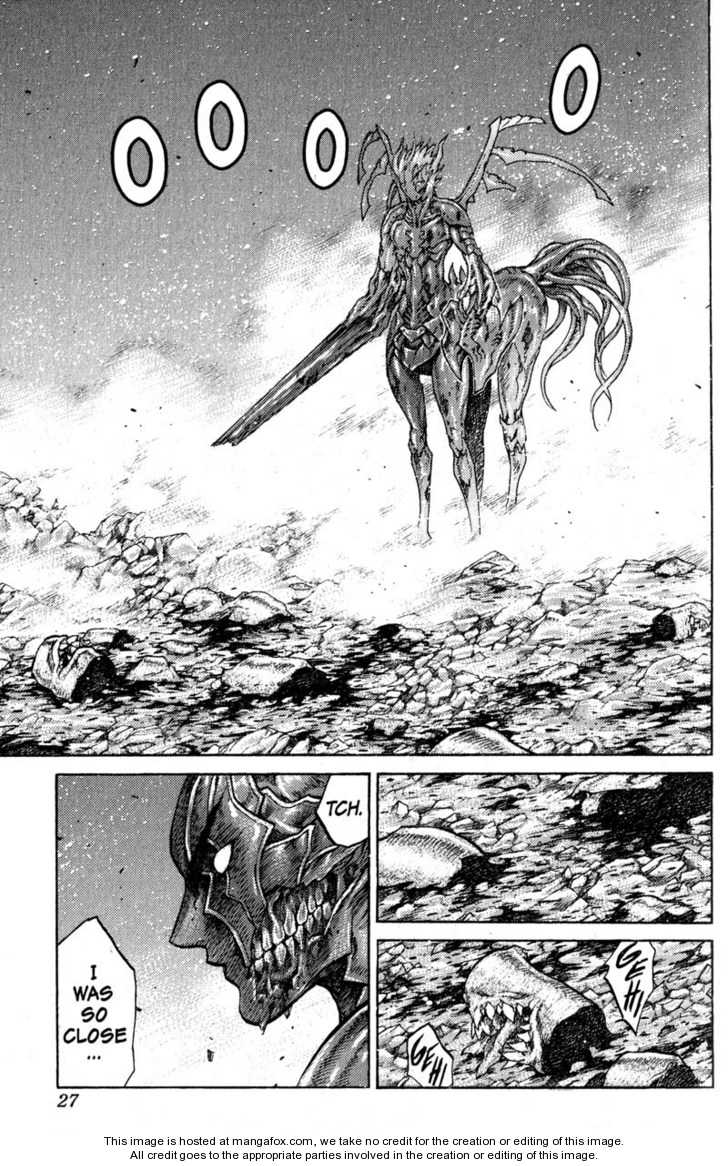 O O O O
TCH.
I
WAS
SO
CLOSE
...
GEHI
GEHI
27
This image is hosted at mangafox.com, we take no credit for the creation or editing of this image.
All credit goes to the appropriate parties involved in the creation or editing of this image.